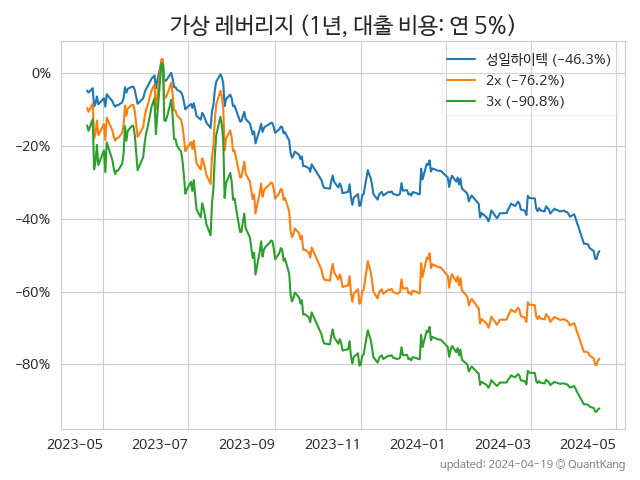 가상 레버리지 (1년, 대출 비용: 연 5%)
성일하이텍 (−46.3%)
2x (−76.2%)
3x (−90.8%)
0%
−20%
−40%
−60%
−80%
2023−05 2023−07 2023−09 2023−11 2024−01 2024−03 2024−05
updated: 2024−04−19 © QuantKang